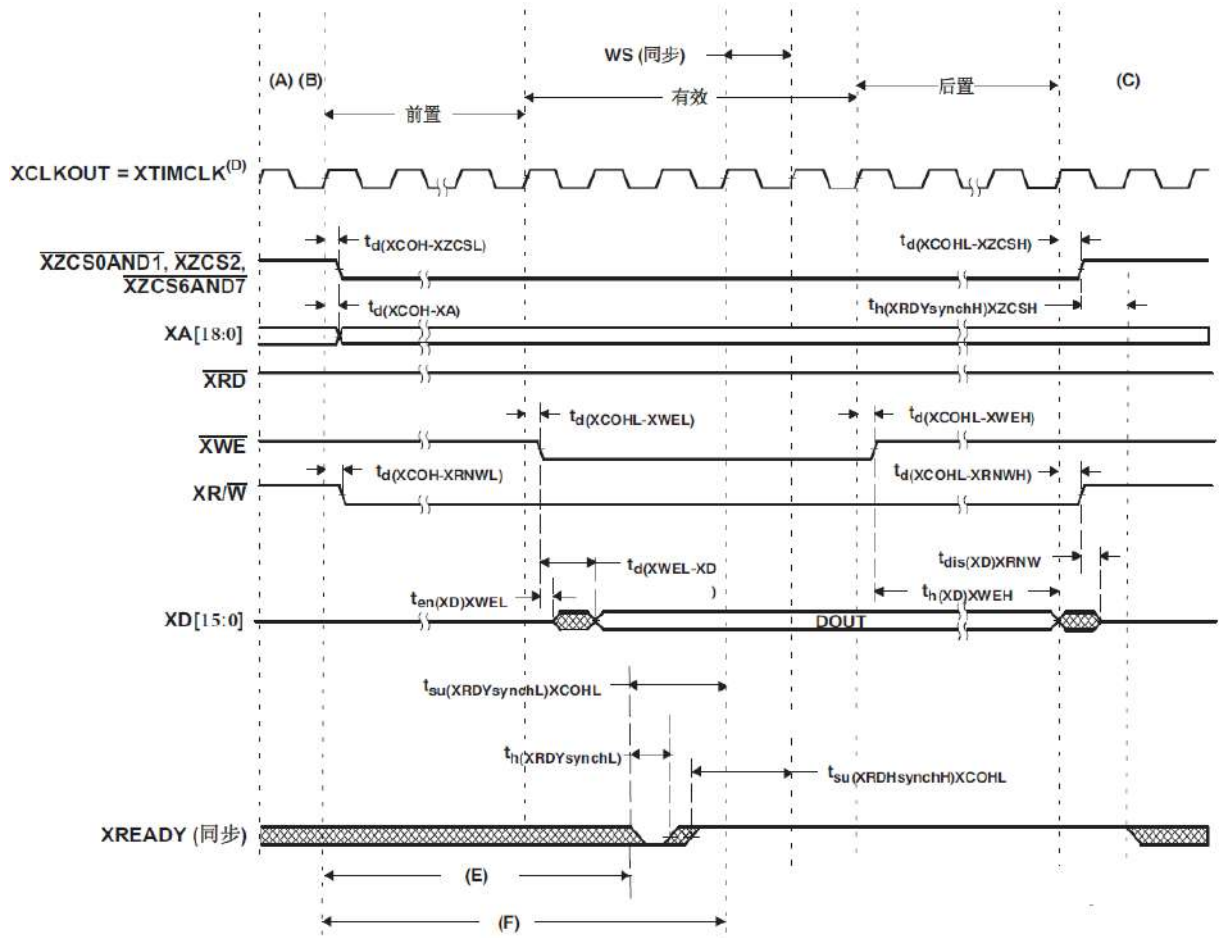 WS (同步)
(A) (B)
(C)
有效
后置
前置
XCLKOUT = XTIMCLK(D)
td(XCOH-XZCSL)
td(XCOHL-XZCSH)
XZCS0AND1, XZCS2,
XZCS6AND7
td(XCOH-XA)
th(XRDYsynchH)XZCSH
XA[18:0]
XRD
td(XCOHL-XWEL)
td(XCOHL-XWEH)
XWE
td(XCOH-XRNWL)
td(XCOHL-XRNWH)
XR/W
td(XWEL-XD
)
tdis(XD)XRNW
ten(XD)XWEL
th(XD)XWEH
XD[15:0]
DOUT
tsu(XRDYsynchL)XCOHL
th(XRDYsynchL)
tsu(XRDHsynchH)XCOHL
XREADY (同步)
(E)
(F)